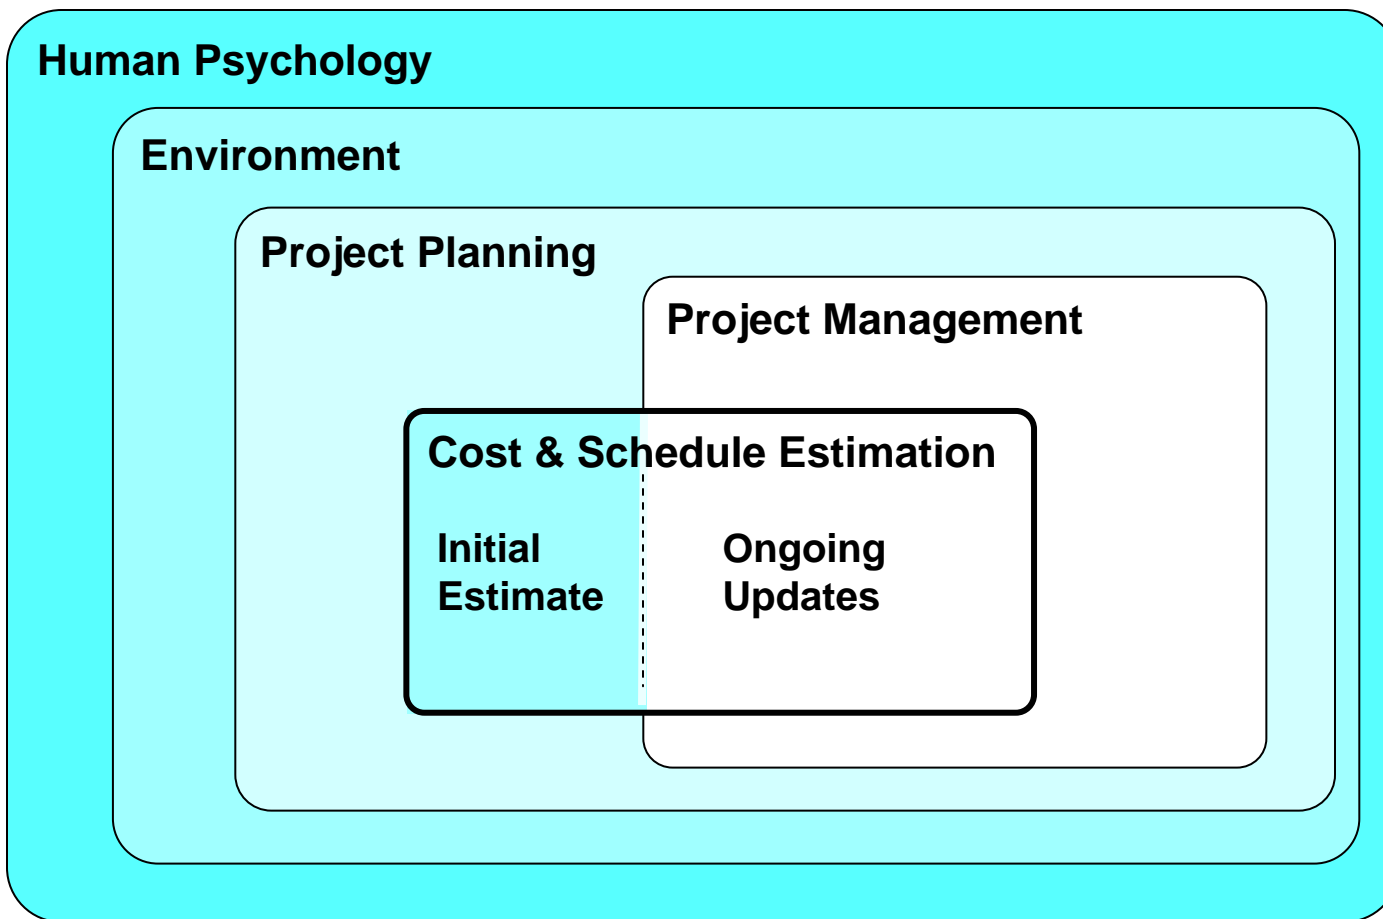 Human Psychology
Environment
Project Planning
Project Management
Cost & Schedule Estimation
Initial
Estimate
Ongoing
Updates